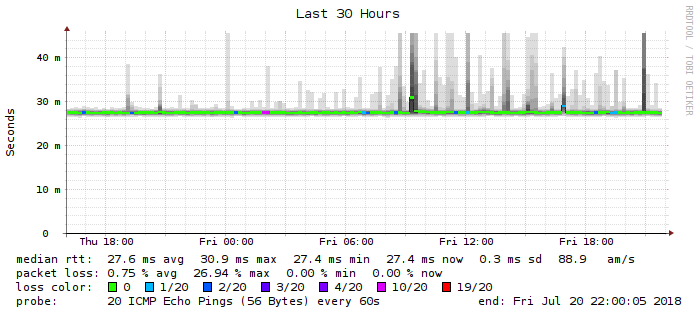 Last 30 Hours
RRDTOOL / TOBI OETIKER
Seconds
40 m
30 m
20 m
10 m
0
Thu 18:00 Fri 00:00 Fri 06:00 Fri 12:00 Fri 18:00
median rtt: 27.6 ms avg 30.9 ms max 27.4 ms min 27.4 ms now 0.3 ms sd 88.9 am/s
packet loss: 0.75 % avg 26.94 % max 0.00 % min 0.00 % now
loss color: 0 1/20 2/20 3/20 4/20 10/20 19/20
probe: 20 ICMP Echo Pings (56 Bytes) every 60s end: Fri Jul 20 22:00:05 2018